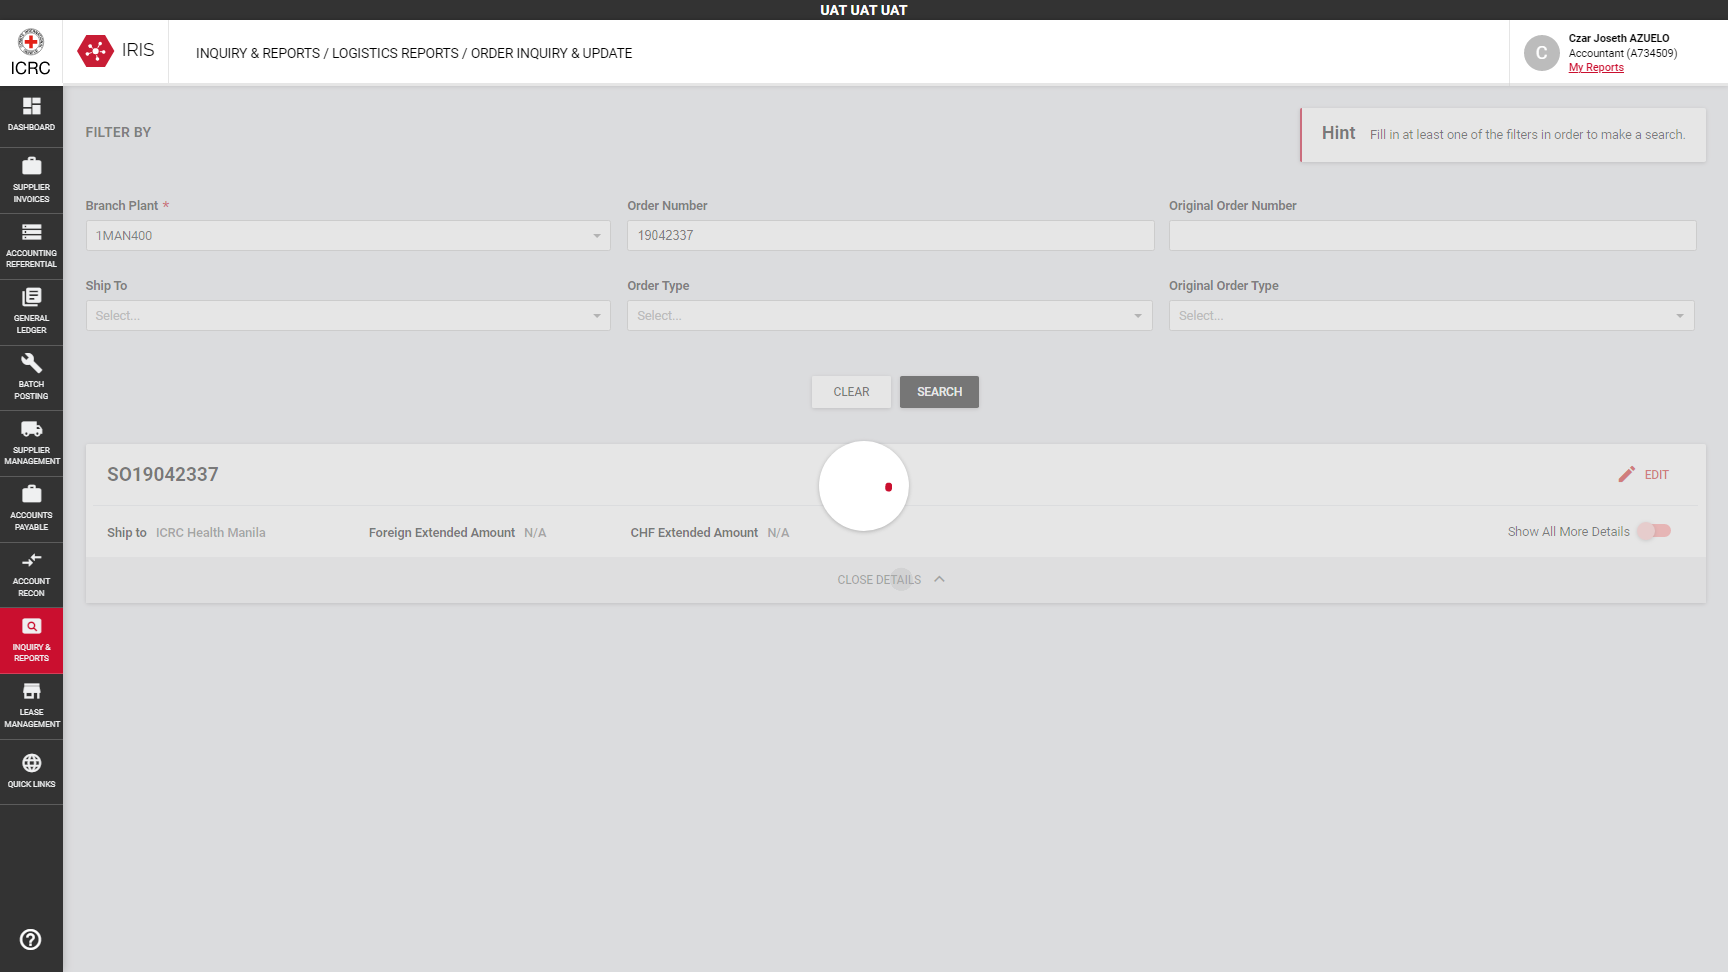 UAT UAT UAT
ICRC
IRIS
INQUIRY & REPORTS / LOGISTICS REPORTS / ORDER INQUIRY & UPDATE
C
Czar Joseth AZUELO
Accountant (A734509)
My Reports
DASHBOARD
SUPPLIER
INVOICES
ACCOUNTING
REFERENTIAL
GENERAL
LEDGER
BATCH
POSTING
SUPPLIER
MANAGEMENT
ACCOUNTS
PAYABLE
ACCOUNT
RECON
INQUIRY &
REPORTS
LEASE
MANAGEMENT
QUICK LINKS
FILTER BY
Hint Fill in at least one of the filters in order to make a search.
Branch Plant * Order Number Original Order Number
1MAN400 19042337
Ship To Order Type Original Order Type
Select... Select... Select...
CLEAR SEARCH
SO19042337 EDIT
Ship to ICRC Health Manila Foreign Extended Amount N/A CHF Extended Amount N/A Show All More Details
CLOSE DETAILS